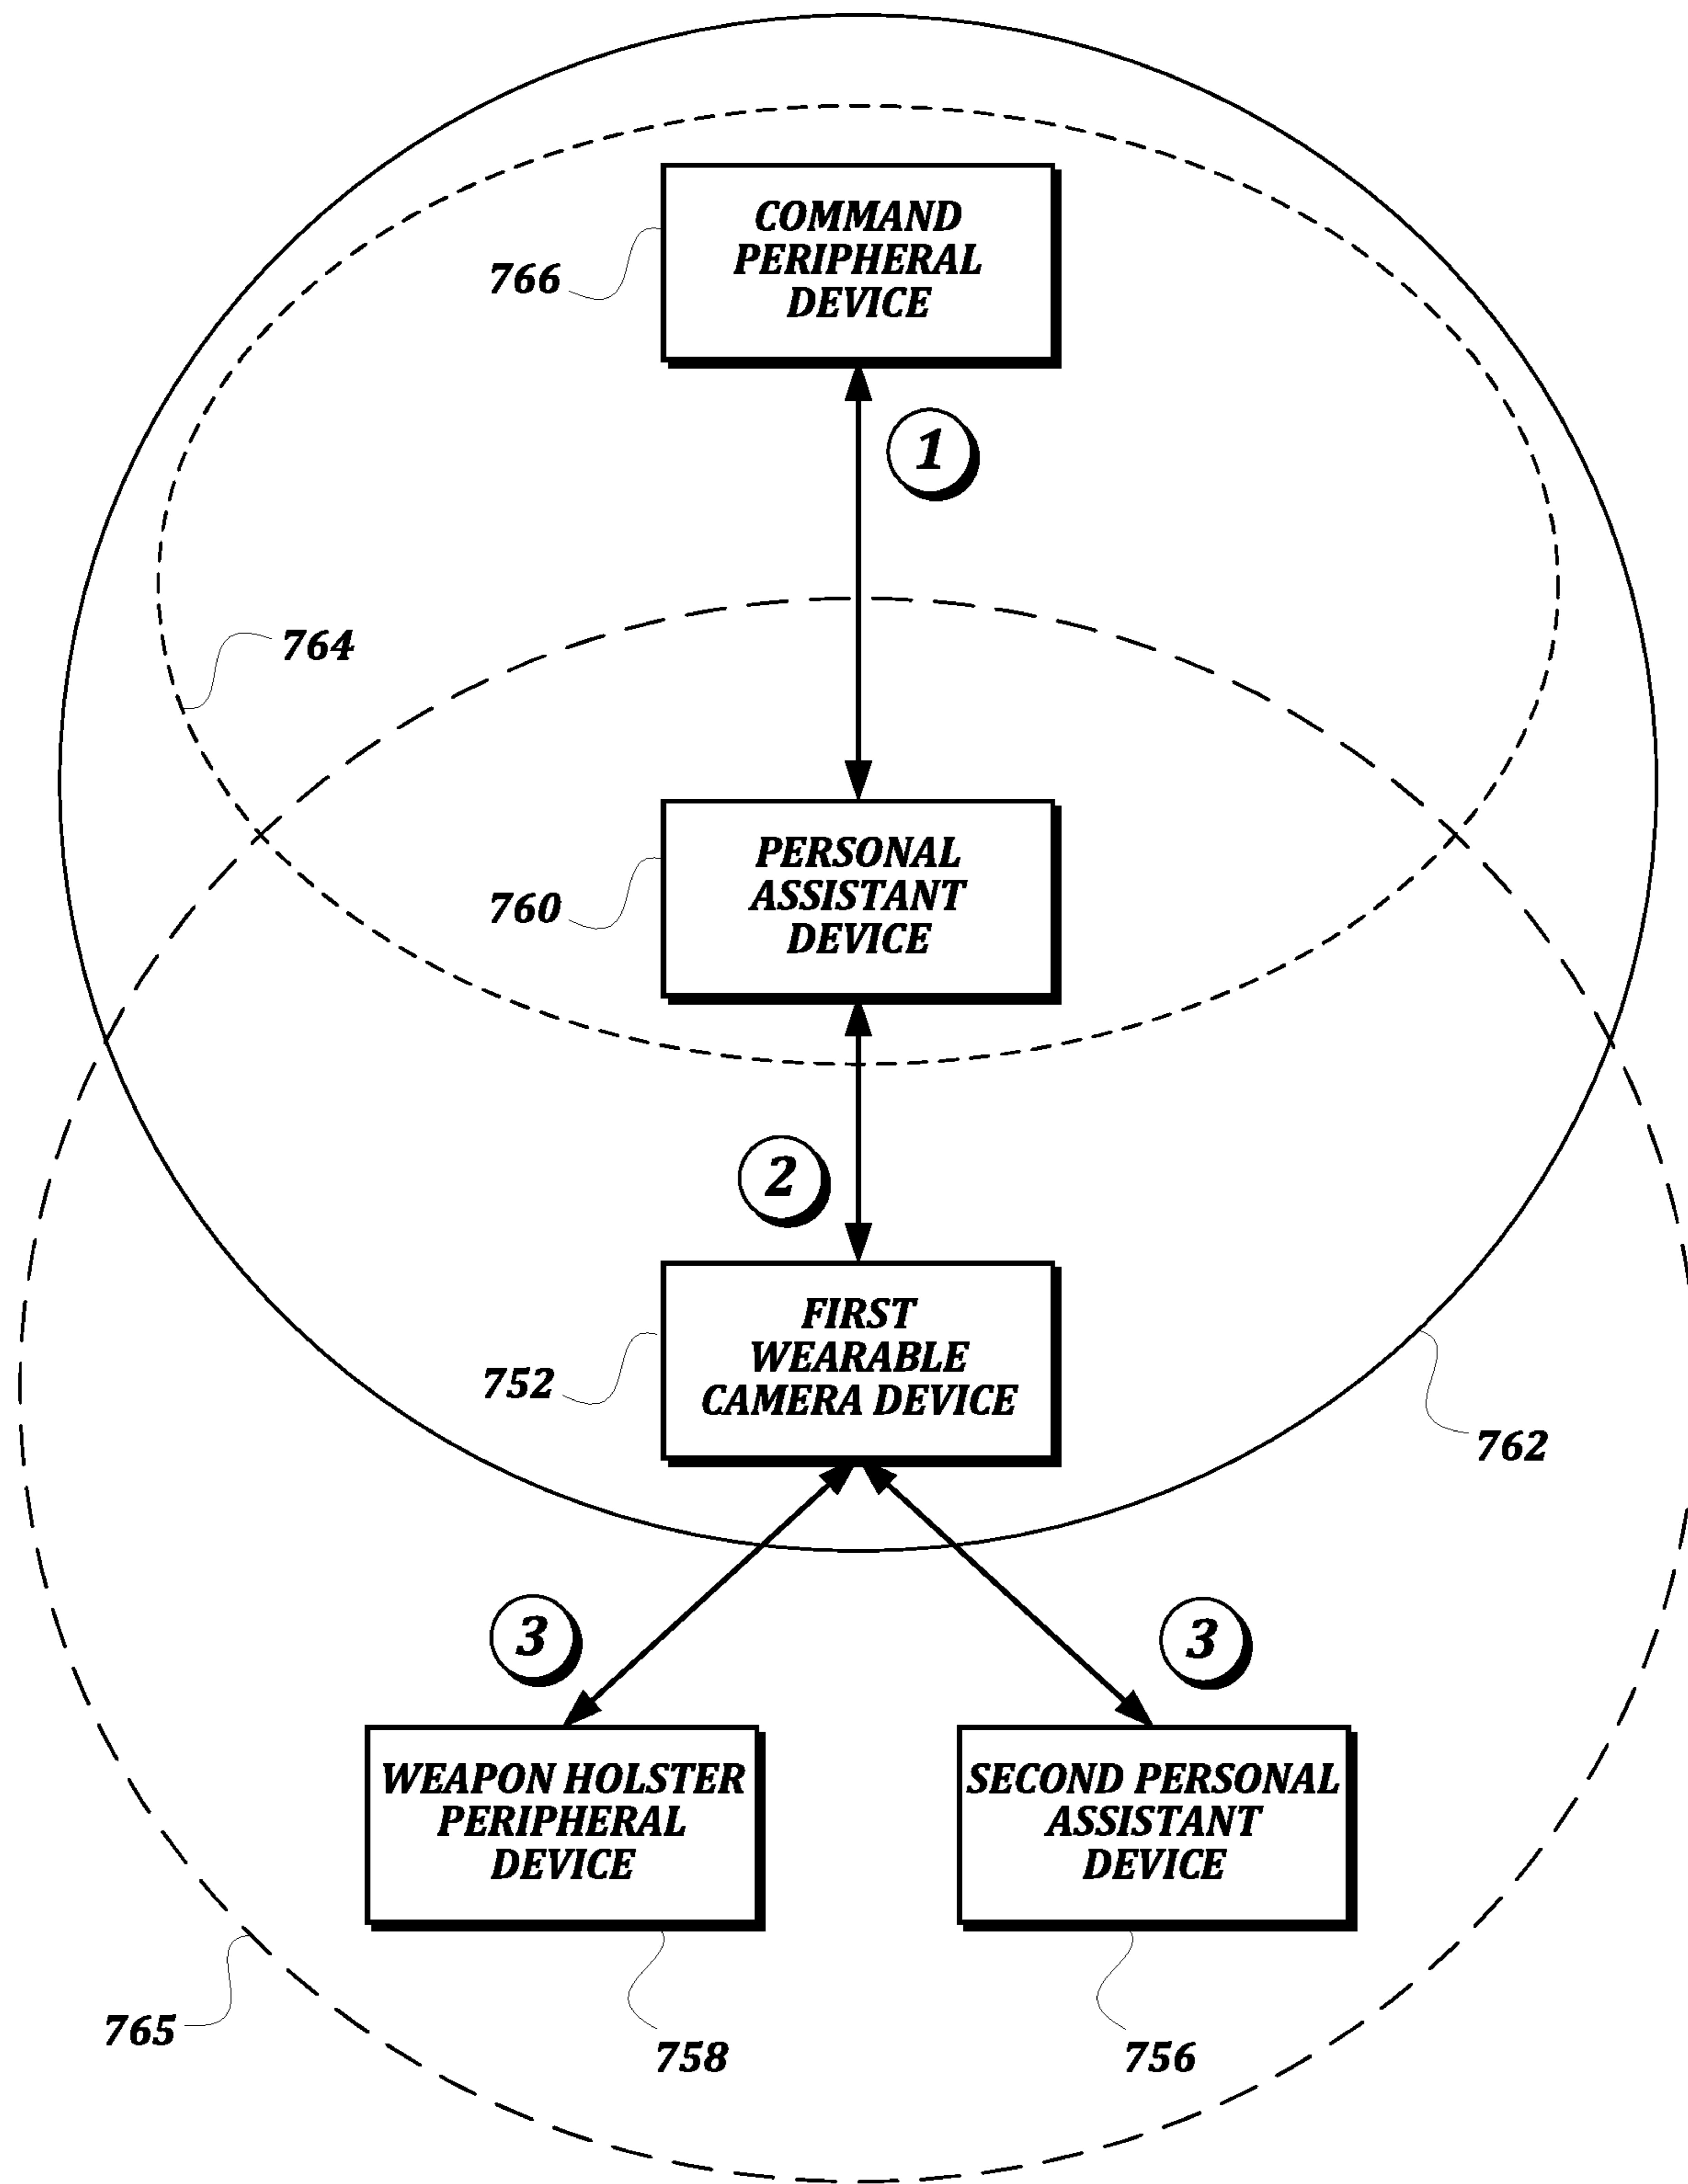 COMMAND
PERIPHERAL
DEVICE
766
1
764
PERSONAL
ASSISTANT
DEVICE
760
2
FIRST
WEARABLE
CAMERA DEVICE
752
762
3
3
WEAPON HOLSTER
PERIPHERAL
DEVICE
SECOND PERSONAL
ASSISTANT
DEVICE
765
758
756